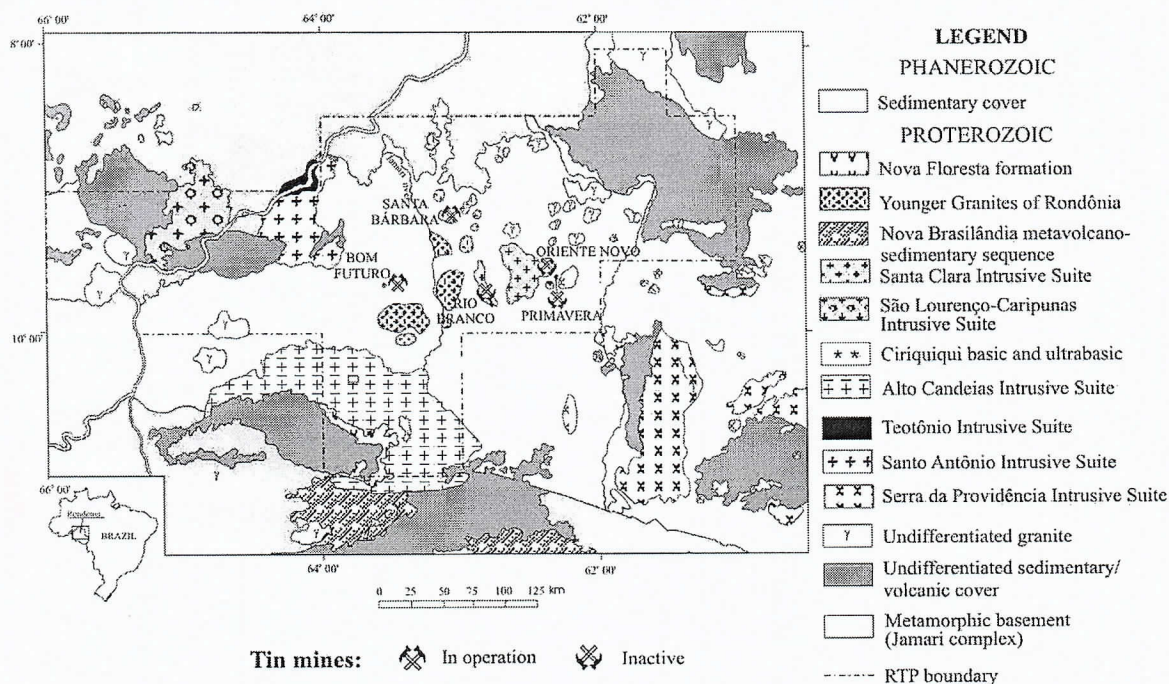 66° 00'
64° 00'
62° 00'
8° 00'
10° 00'
SANTA
BÁRBARA
ORIENTE NOVO
BOM
FUTURO
RIO
BRANCO
PRIMAVERA
γ
64° 00'
62° 00'
66° 00'
BRAZIL
0 25 50 75 100 125 km
Tin mines:
In operation
Inactive
LEGEND
PHANEROZOIC
Sedimentary cover
PROTEROZOIC
Nova Floresta formation
Younger Granites of Rondônia
Nova Brasilândia metavolcano-
sedimentary sequence
Santa Clara Intrusive Suite
São Lourenço-Caripunas
Intrusive Suite
Ciriquiqui basic and ultrabasic
Alto Candeias Intrusive Suite
Teotônio Intrusive Suite
Santo Antônio Intrusive Suite
Serra da Providência Intrusive Suite
γ
Undifferentiated granite
Undifferentiated sedimentary/
volcanic cover
Metamorphic basement
(Jamari complex)
RTP boundary